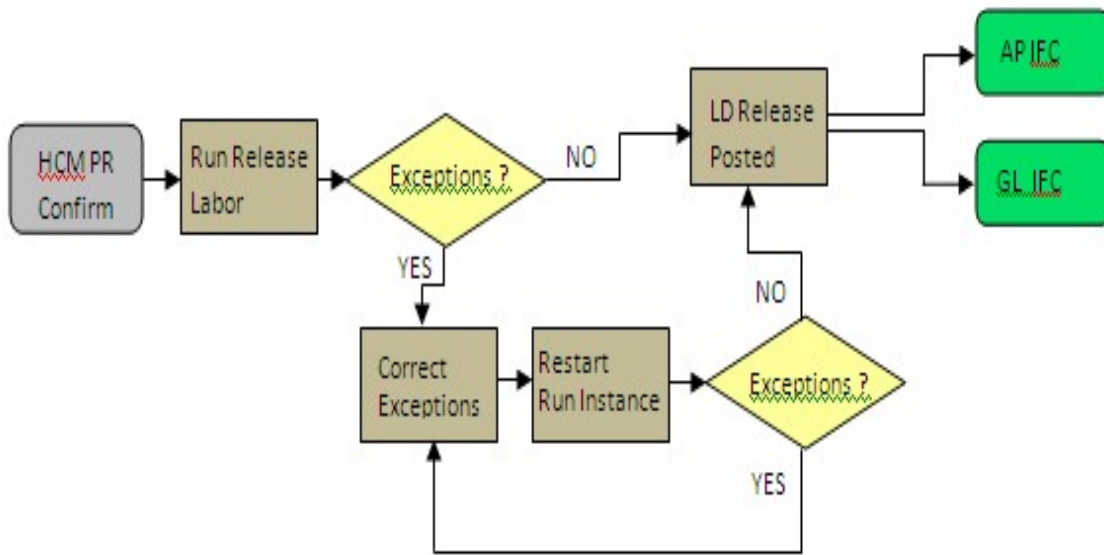 HCM PR
Confirm
Run Release
Labor
Exceptions ?
NO
YES
LD Release
Posted
AP IFC
GL IFC
Correct
Exceptions
Restart
Run Instance
Exceptions ?
NO
YES